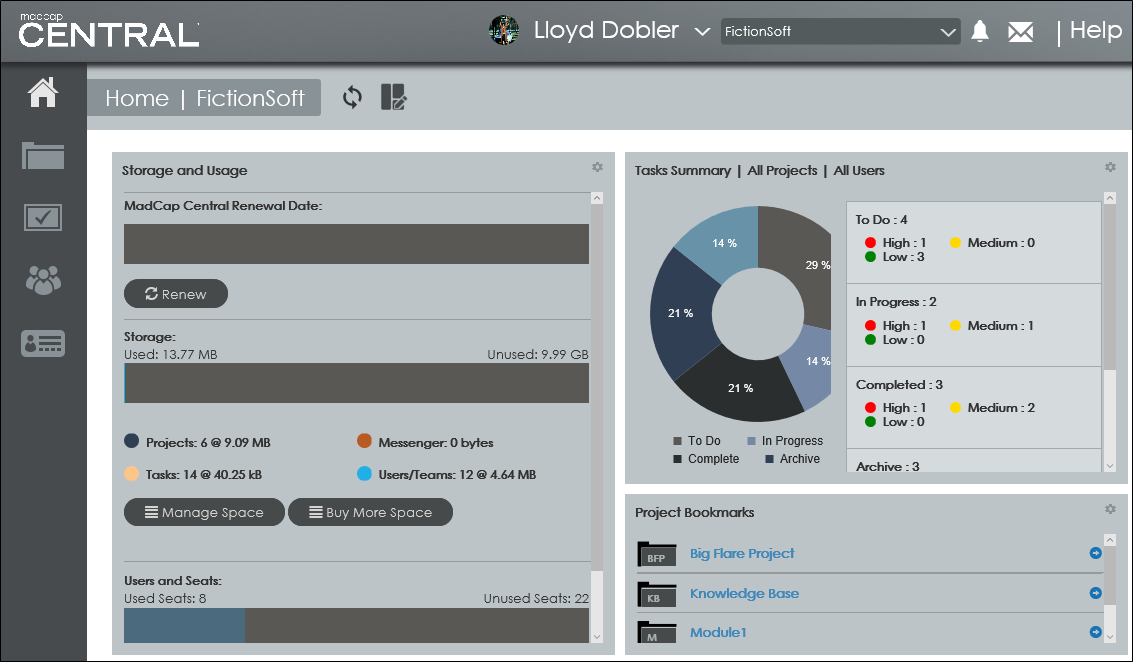 madcap
CENTRAL
Lloyd Dobler
FictionSoft
| Help
Home | FictionSoft
Storage and Usage
MadCap Central Renewal Date:
Renew
Storage:
Used: 13.77 MB
Unused: 9.99 GB
Projects: 6 @ 9.09 MB
Messenger: 0 bytes
Tasks: 14 @ 40.25 kB
Users/Teams: 12 @ 4.64 MB
Manage Space
Buy More Space
Users and Seats:
Used Seats: 8
Unused Seats: 22
Tasks Summary | All Projects | All Users
14 %
29 %
21 %
14 %
21 %
To Do
In Progress
Complete
Archive
To Do : 4
High : 1
Medium : 0
Low : 3
In Progress : 2
High : 1
Medium : 1
Low : 0
Completed : 3
High : 1
Medium : 2
Low : 0
Archive : 3
Project Bookmarks
BFP
Big Flare Project
KB
Knowledge Base
M
Module1